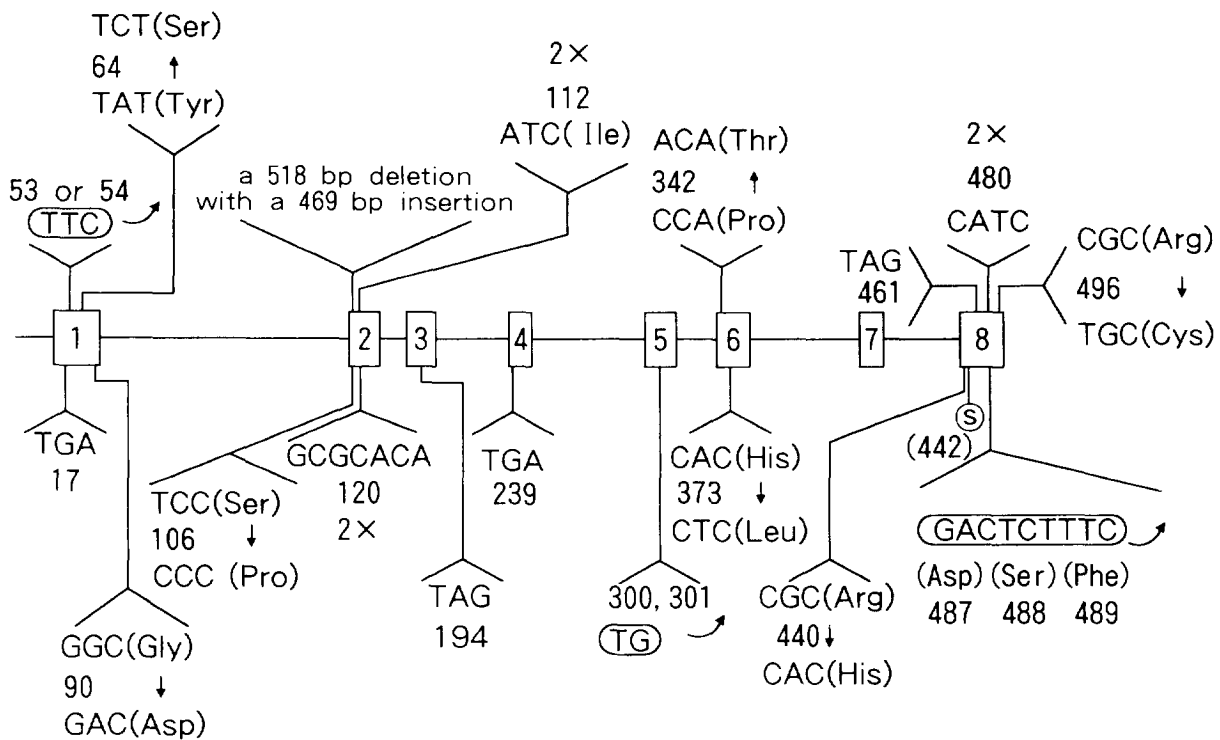 TCT(Ser)
64 ↑
TAT(Tyr)
53 or 54
TTC
a 518 bp deletion
with a 469 bp insertion
2×
112
ATC( Ile)
ACA(Thr)
342 ↑
CCA(Pro)
TAG
461
2×
480
CATC
CGC(Arg)
496 ↓
TGC(Cys)
1
2
3
4
5
6
7
8
TGA
17
GGC(Gly)
90 ↓
GAC(Asp)
TCC(Ser)
106 ↓
CCC (Pro)
GCGCACA
120
2×
TAG
194
TGA
239
300, 301
TG
CAC(His)
373 ↓
CTC(Leu)
CGC(Arg)
440↓
CAC(His)
S
(442)
GACTCTTTC
(Asp) (Ser) (Phe)
487 488 489